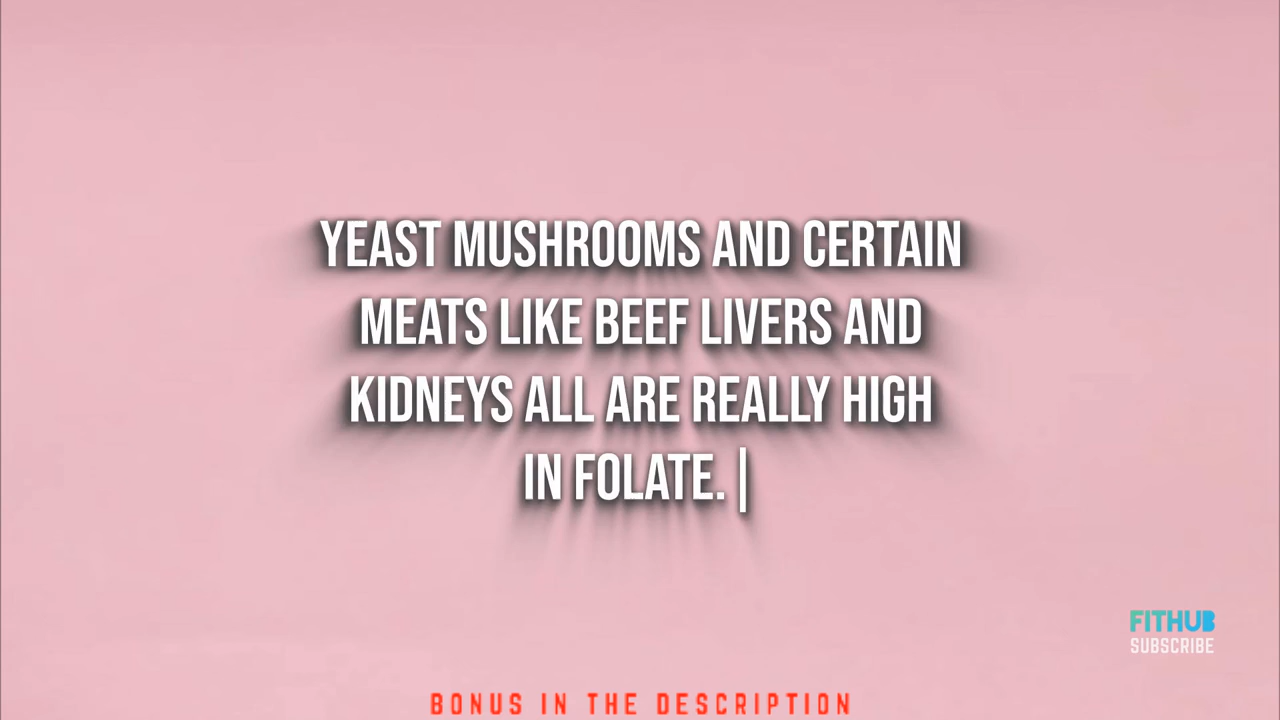 YEAST MUSHROOMS AND CERTAIN
MEATS LIKE BEEF LIVERS AND
KIDNEYS ALL ARE REALLY HIGH
IN FOLATE. |
FITHUB
SUBSCRIBE
BONUS IN THE DESCRIPTION